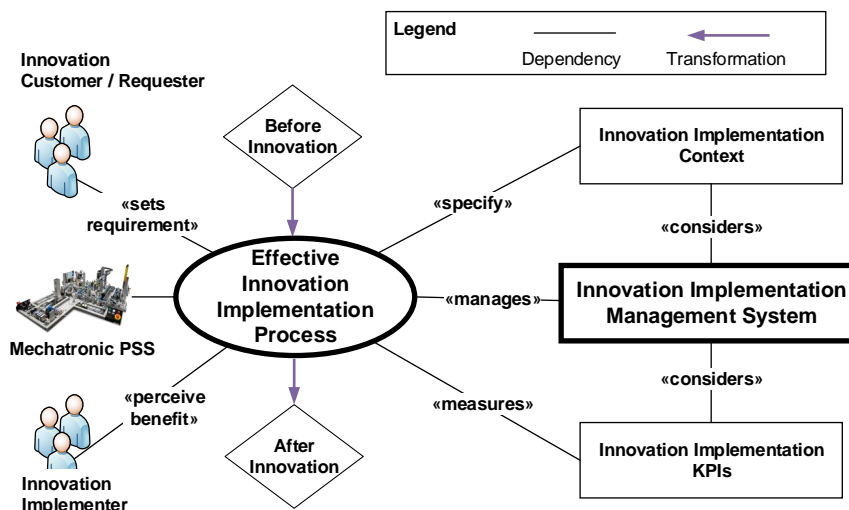 Legend
Dependency
Transformation
Innovation
Customer / Requester
Before
Innovation
Innovation Implementation
Context
«sets
requirement»
«specify»
«considers»
Effective
Innovation
Implementation
Process
«manages»
Innovation Implementation
Management System
Mechatronic PSS
«perceive
benefit»
«measures»
«considers»
After
Innovation
Innovation Implementation
KPIs
Innovation
Implementer